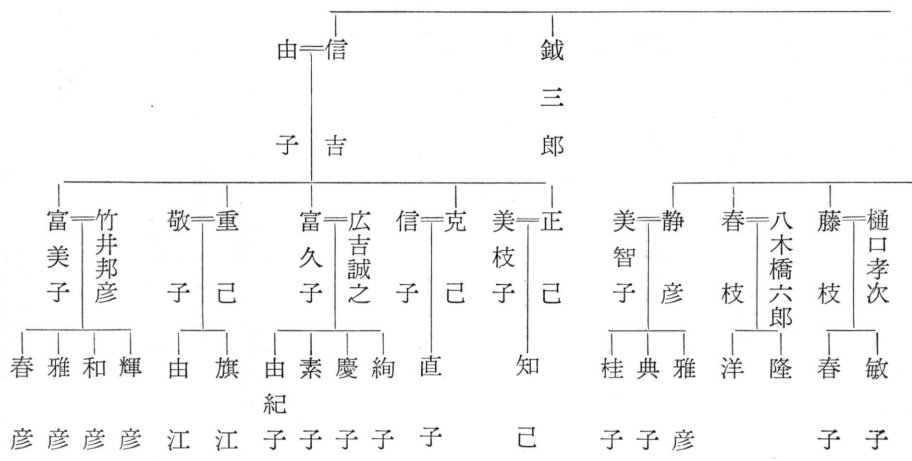 鉞三郎
信吉
由子
樋口孝次
藤枝
八木橋六郎
春枝
静彦
美智子
正己
美枝子
克己
信子
広吉誠之
富久子
重己
敬子
竹井邦彦
富美子
敏子
春子
隆
洋
雅彦
典子
桂子
知己
直子
絢子
慶子
素子
由紀子
旗江
由江
輝彦
和彦
雅彦
春彦